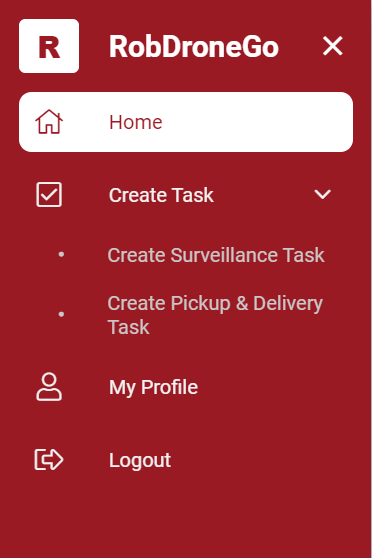 R
RobDroneGo
Home
Create Task
Create Surveillance Task
Create Pickup & Delivery
Task
My Profile
Logout